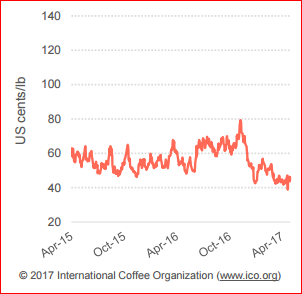 140
120
100
80
60
40
20
US cents/lb
Apr-15
Oct-15
Apr-16
Oct-16
Apr-17
© 2017 International Coffee Organization (www.ico.org)